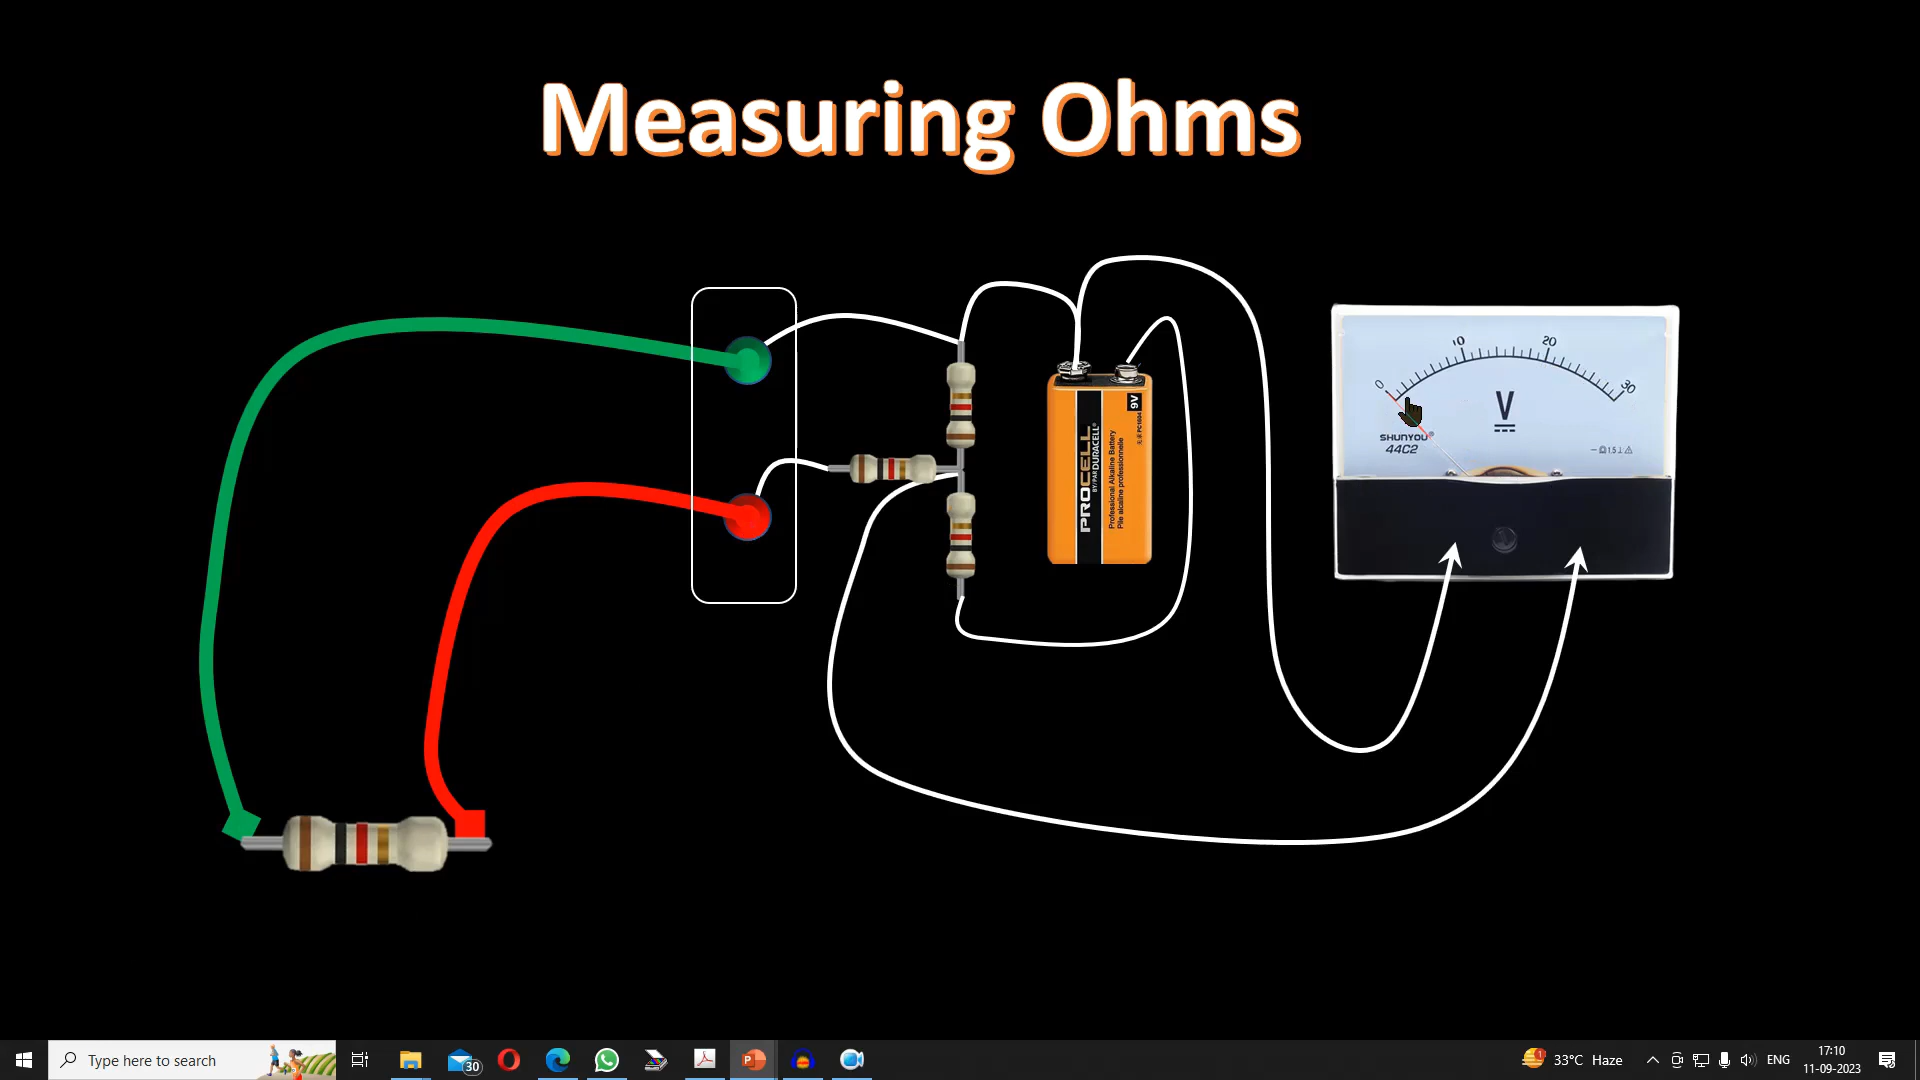 Measuring Ohms
9V
PROCELL
BY/PAR DURACELL
Professional Alkaline Battery
Pile alcaline professionnelle
0 10 20 30
V
SHUNYOU®
44C2
Type here to search
30
1
33°C Haze
ENG
17:10
11-09-2023